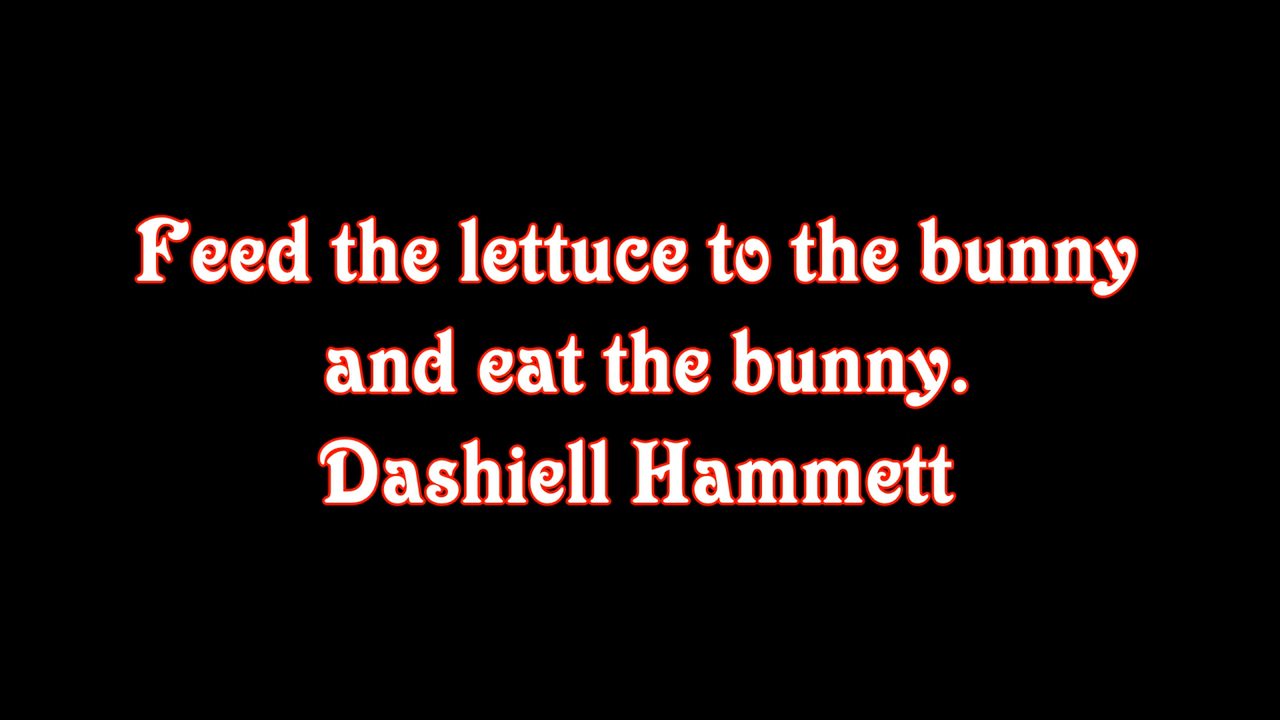 Feed the lettuce to the bunny
and eat the bunny.
Dashiell Hammett